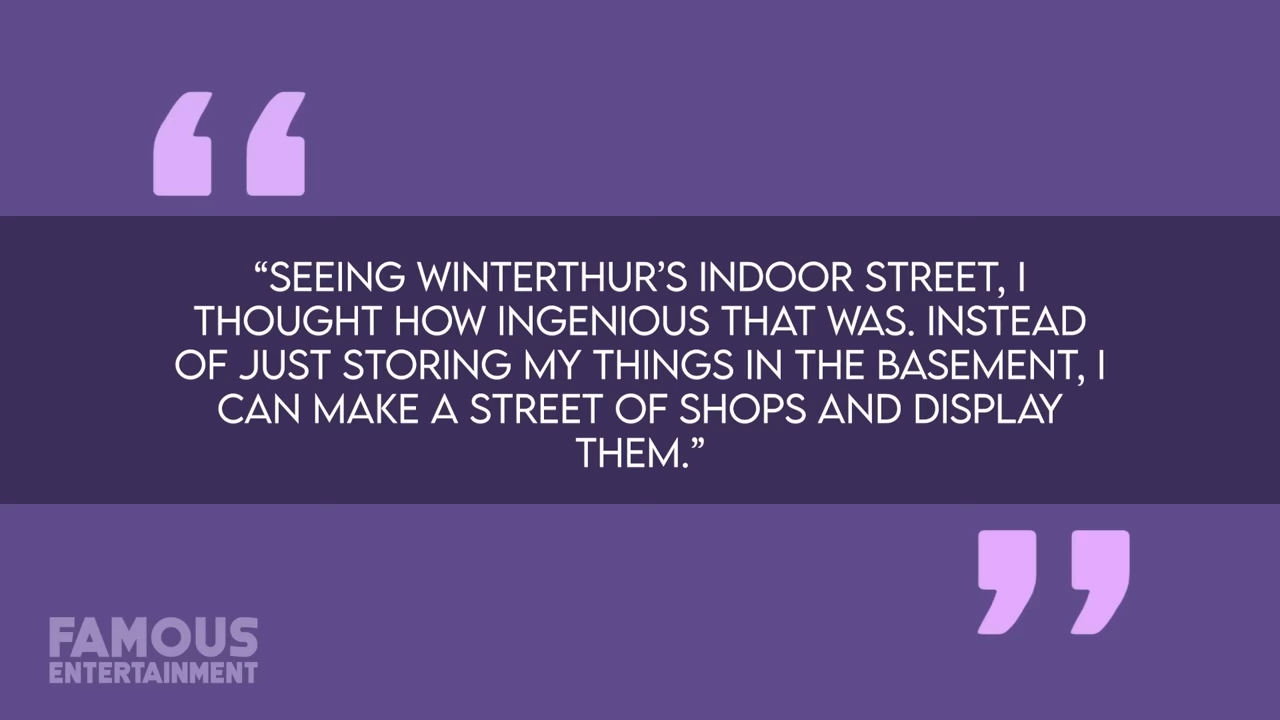 “SEEING WINTERTHUR’S INDOOR STREET, I
THOUGHT HOW INGENIOUS THAT WAS. INSTEAD
OF JUST STORING MY THINGS IN THE BASEMENT, I
CAN MAKE A STREET OF SHOPS AND DISPLAY
THEM.”
FAMOUS
ENTERTAINMENT